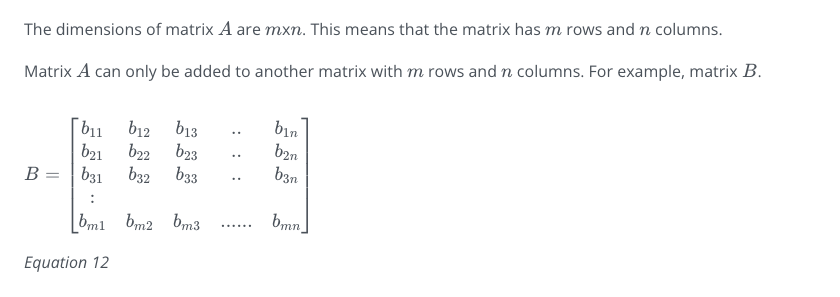 The dimensions of matrix A are mxn. This means that the matrix has m rows and n columns.
Matrix A can only be added to another matrix with m rows and n columns. For example, matrix B.
b11 b12 b13 .. b1n
b21 b22 b23 .. b2n
B = b31 b32 b33 .. b3n
:
bm1 bm2 bm3 ...... bmn
Equation 12